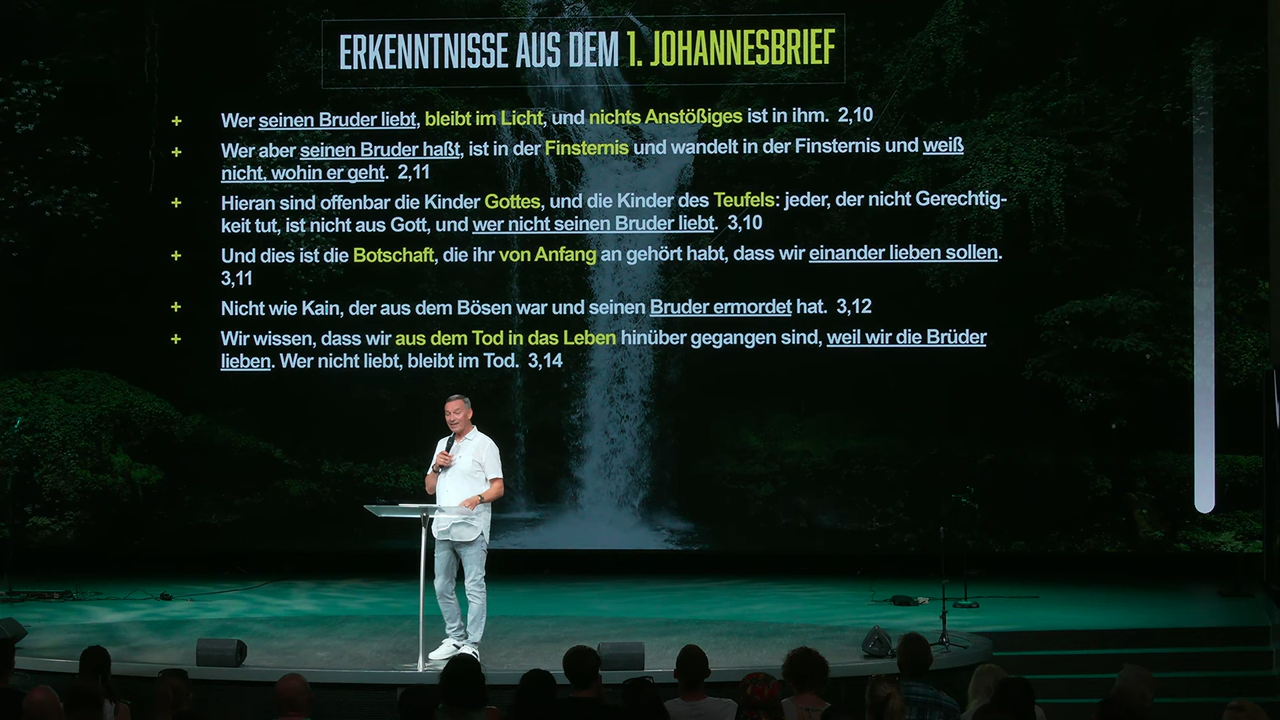 ERKENNTNISSE AUS DEM 1. JOHANNESBRIEF
+ Wer seinen Bruder liebt, bleibt im Licht, und nichts Anstößiges ist in ihm. 2,10
+ Wer aber seinen Bruder haßt, ist in der Finsternis und wandelt in der Finsternis und weiß
nicht, wohin er geht. 2,11
+ Hieran sind offenbar die Kinder Gottes, und die Kinder des Teufels: jeder, der nicht Gerechtig-
keit tut, ist nicht aus Gott, und wer nicht seinen Bruder liebt. 3,10
+ Und dies ist die Botschaft, die ihr von Anfang an gehört habt, dass wir einander lieben sollen.
3,11
+ Nicht wie Kain, der aus dem Bösen war und seinen Bruder ermordet hat. 3,12
+ Wir wissen, dass wir aus dem Tod in das Leben hinüber gegangen sind, weil wir die Brüder
lieben. Wer nicht liebt, bleibt im Tod. 3,14